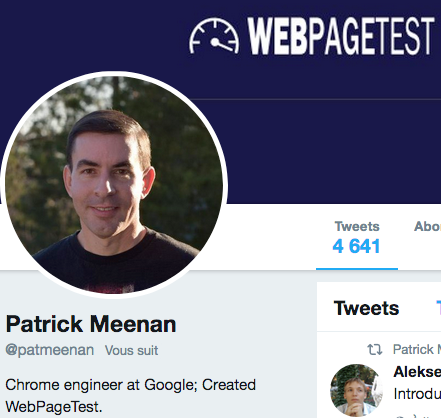 WEBPAGETEST
Tweets
4 641
Abo
Patrick Meenan
@patmeenan Vous suit
Chrome engineer at Google; Created
WebPageTest.
Tweets
Patrick M
Alekse
Introdu